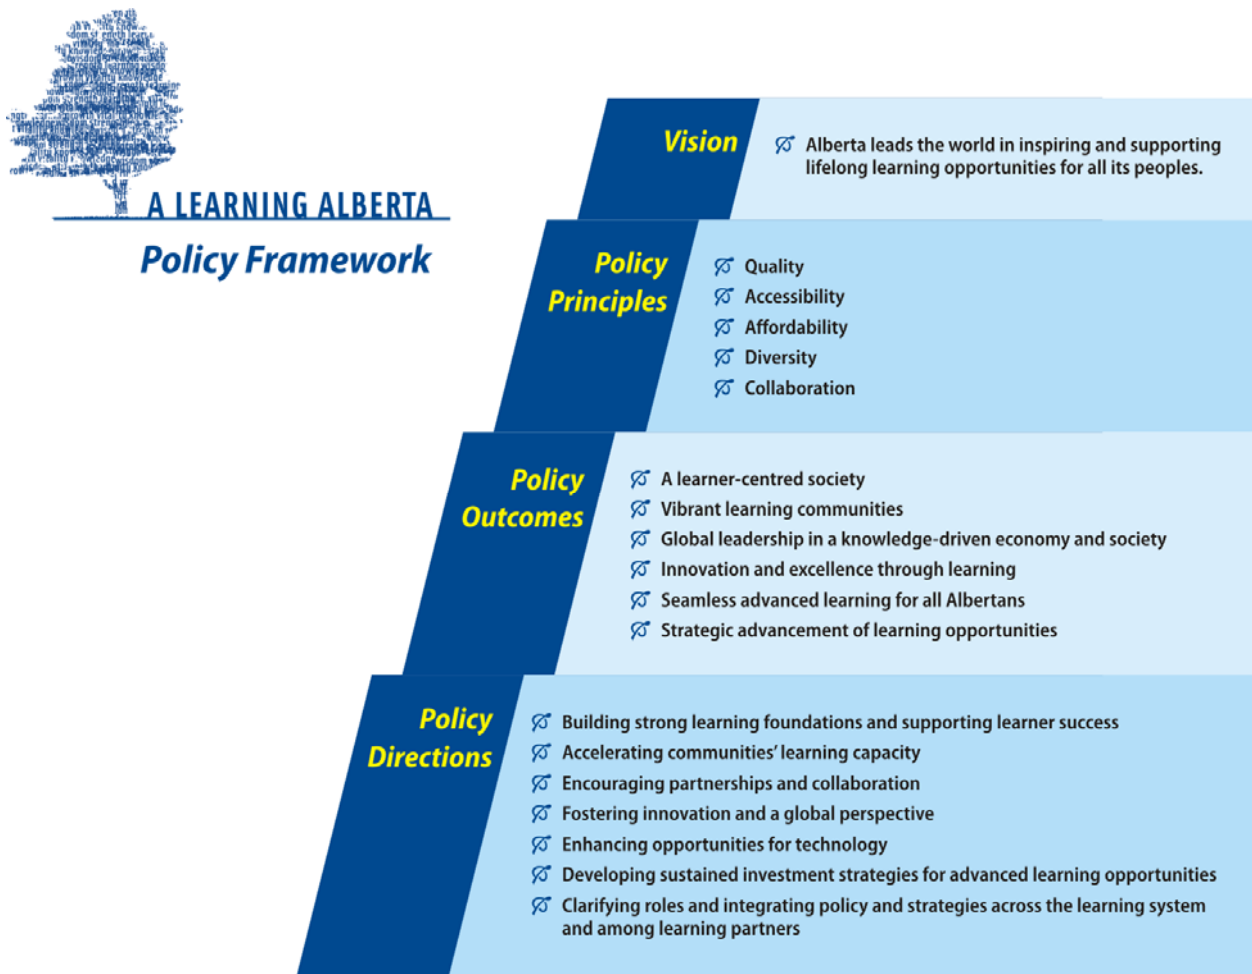 A LEARNING ALBERTA
Policy Framework
Vision
Alberta leads the world in inspiring and supporting
lifelong learning opportunities for all its peoples.
Policy
Principles
Quality
Accessibility
Affordability
Diversity
Collaboration
Policy
Outcomes
A learner-centred society
Vibrant learning communities
Global leadership in a knowledge-driven economy and society
Innovation and excellence through learning
Seamless advanced learning for all Albertans
Strategic advancement of learning opportunities
Policy
Directions
Building strong learning foundations and supporting learner success
Accelerating communities’ learning capacity
Encouraging partnerships and collaboration
Fostering innovation and a global perspective
Enhancing opportunities for technology
Developing sustained investment strategies for advanced learning opportunities
Clarifying roles and integrating policy and strategies across the learning system
and among learning partners